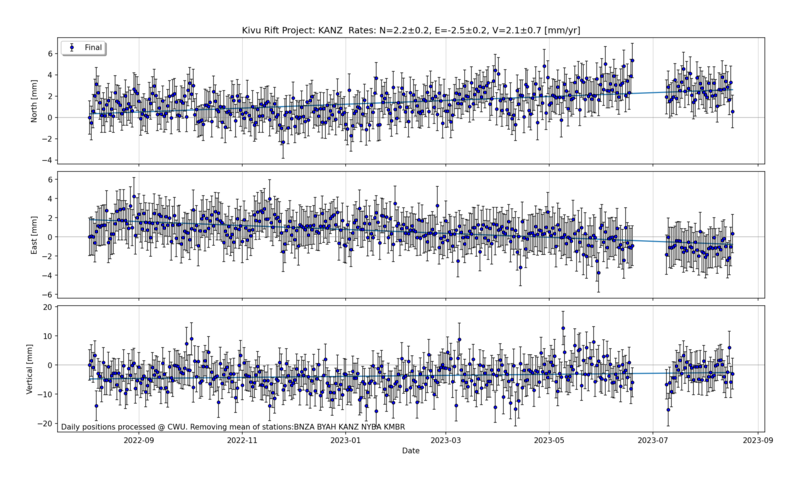 Kivu Rift Project: KANZ Rates: N=2.2±0.2, E=-2.5±0.2, V=2.1±0.7 [mm/yr]
Final
North [mm]
6
4
2
0
−2
−4
East [mm]
6
4
2
0
−2
−4
−6
Vertical [mm]
20
10
0
−10
−20
Daily positions processed @ CWU. Removing mean of stations:BNZA BYAH KANZ NYBA KMBR
2022-09 2022-11 2023-01 2023-03 2023-05 2023-07 2023-09
Date